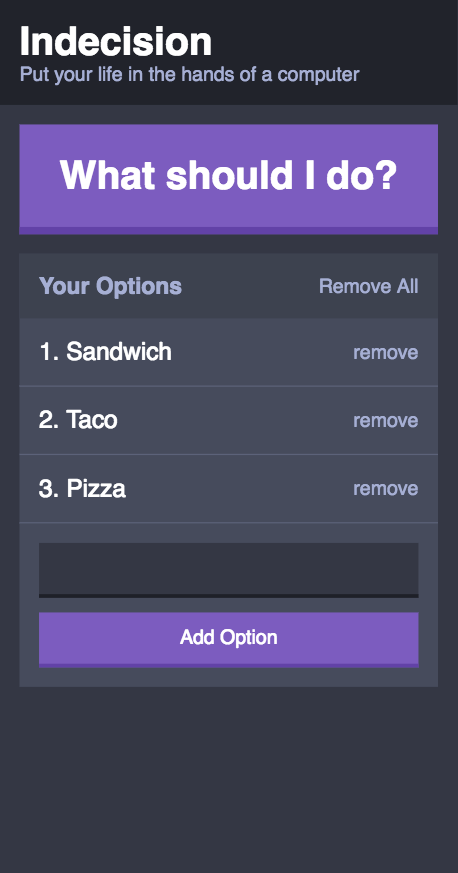 Indecision
Put your life in the hands of a computer
What should I do?
Your Options Remove All
1. Sandwich remove
2. Taco remove
3. Pizza remove
Add Option